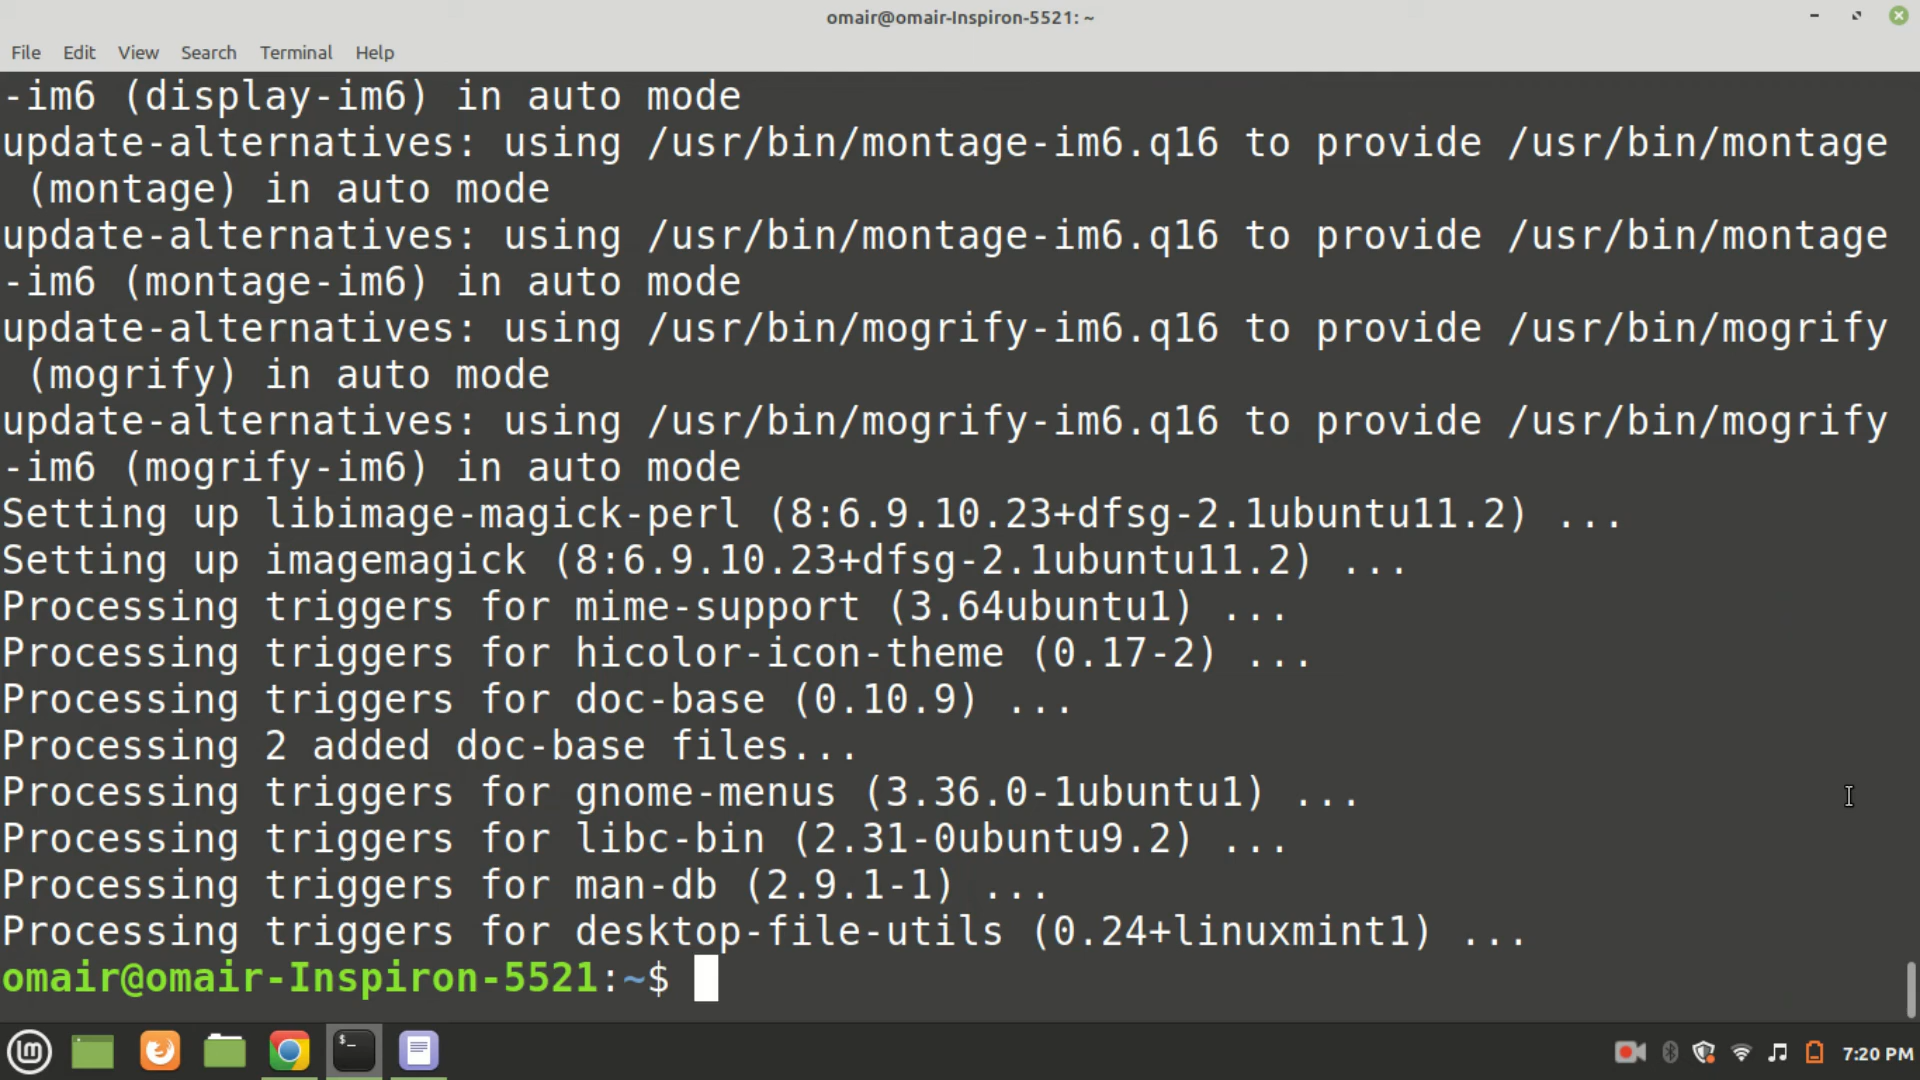 omair@omair-Inspiron-5521: ~
File Edit View Search Terminal Help
-im6 (display-im6) in auto mode
update-alternatives: using /usr/bin/montage-im6.q16 to provide /usr/bin/montage
 (montage) in auto mode
update-alternatives: using /usr/bin/montage-im6.q16 to provide /usr/bin/montage
-im6 (montage-im6) in auto mode
update-alternatives: using /usr/bin/mogrify-im6.q16 to provide /usr/bin/mogrify
 (mogrify) in auto mode
update-alternatives: using /usr/bin/mogrify-im6.q16 to provide /usr/bin/mogrify
-im6 (mogrify-im6) in auto mode
Setting up libimage-magick-perl (8:6.9.10.23+dfsg-2.1ubuntu11.2) ...
Setting up imagemagick (8:6.9.10.23+dfsg-2.1ubuntu11.2) ...
Processing triggers for mime-support (3.64ubuntu1) ...
Processing triggers for hicolor-icon-theme (0.17-2) ...
Processing triggers for doc-base (0.10.9) ...
Processing 2 added doc-base files...
Processing triggers for gnome-menus (3.36.0-1ubuntu1) ...
Processing triggers for libc-bin (2.31-0ubuntu9.2) ...
Processing triggers for man-db (2.9.1-1) ...
Processing triggers for desktop-file-utils (0.24+linuxmint1) ...
omair@omair-Inspiron-5521:~$
7:20 PM